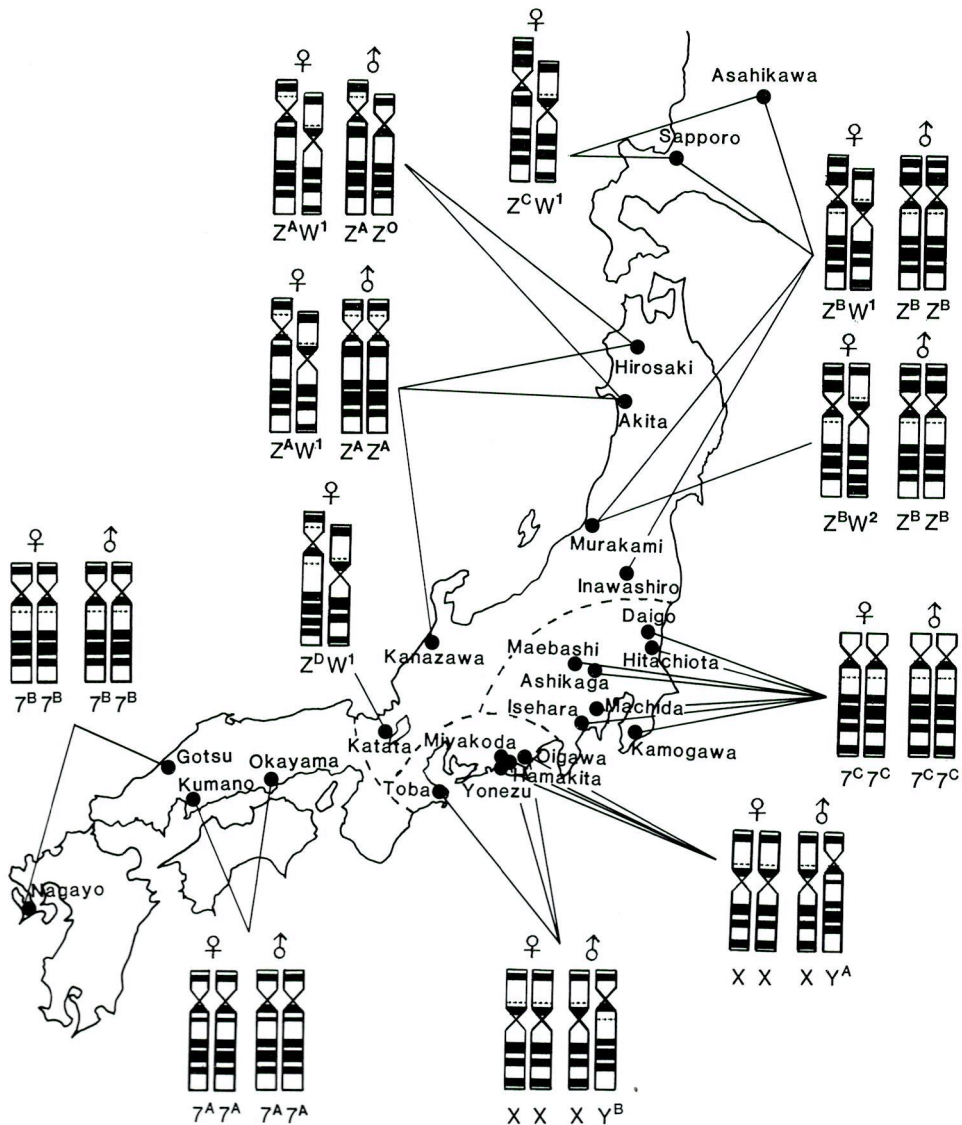 ♀
♂
Z^A W^1
Z^A Z^O
♀
Z^C W^1
Asahikawa
Sapporo
♀
♂
Z^B W^1
Z^B Z^B
♀
♂
Z^A W^1
Z^A Z^A
Hirosaki
Akita
♀
♂
Z^B W^2
Z^B Z^B
Murakami
Inawashiro
♀
Z^D W^1
Kanazawa
♀
♂
7^B 7^B
7^B 7^B
Daigo
Hitachiota
Maebashi
Ashikaga
Isehara
Machida
Kamogawa
♀
♂
7^C 7^C
7^C 7^C
Katata
Miyakoda
Oigawa
Hamakita
Yonezu
Toba
Gotsu
Okayama
Kumano
Nagayo
♀
♂
X X
X Y^A
♀
♂
7^A 7^A
7^A 7^A
♀
♂
X X
X Y^B